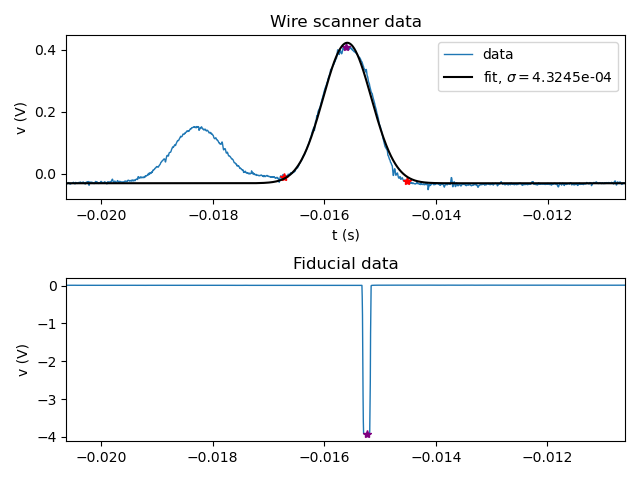 Wire scanner data
v (V)
0.4
0.2
0.0
data
fit, σ = 4.3245e-04
−0.020 −0.018 −0.016 −0.014 −0.012
t (s)
Fiducial data
v (V)
0
−1
−2
−3
−4
−0.020 −0.018 −0.016 −0.014 −0.012